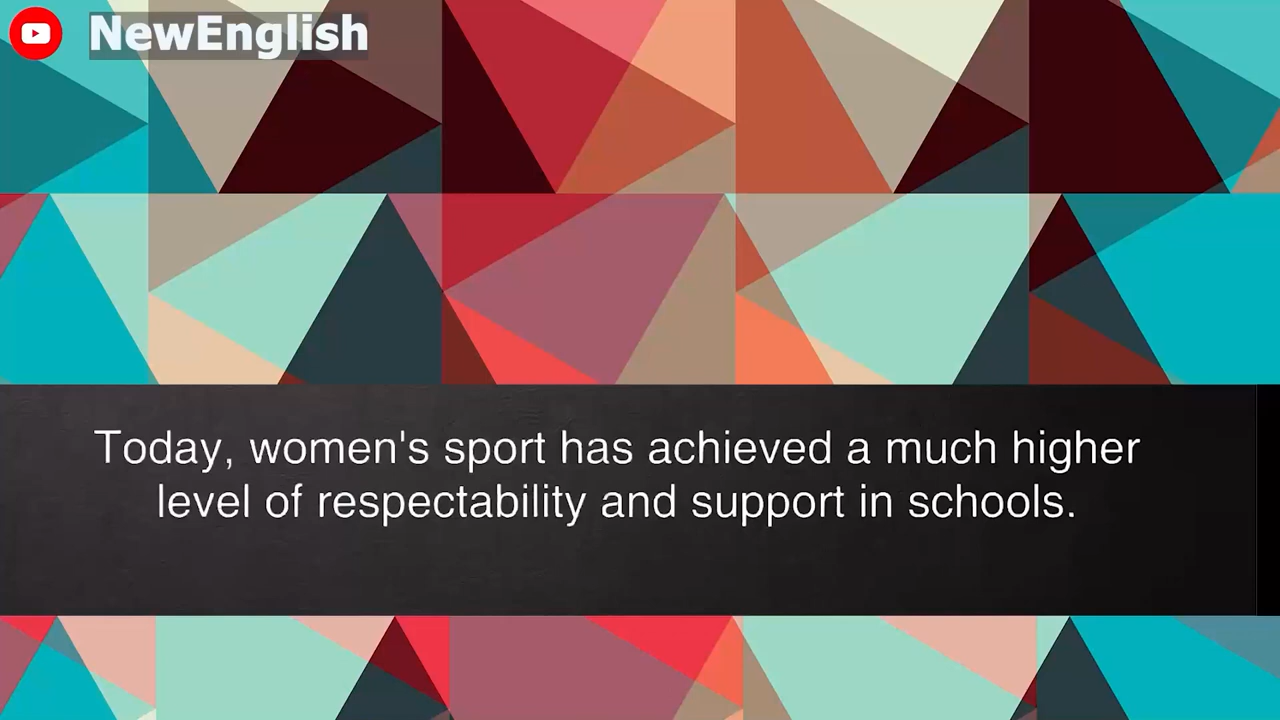 NewEnglish
Today, women's sport has achieved a much higher
level of respectability and support in schools.